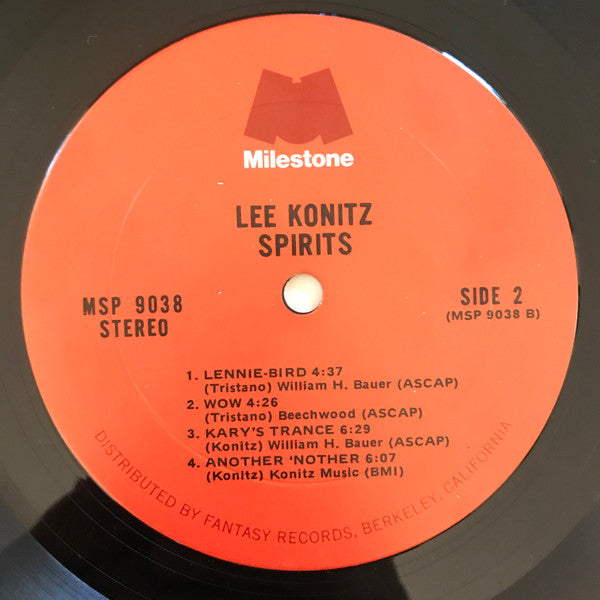 Milestone
LEE KONITZ
SPIRITS
MSP 9038
STEREO
SIDE 2
(MSP 9038 B)
1. LENNIE-BIRD 4:37
(Tristano) William H. Bauer (ASCAP)
2. WOW 4:26
(Tristano) Beechwood (ASCAP)
3. KARY'S TRANCE 6:29
(Konitz) William H. Bauer (ASCAP)
4. ANOTHER ‘NOTHER 6:07
(Konitz) Konitz Music (BMI)
DISTRIBUTED BY FANTASY RECORDS, BERKELEY, CALIFORNIA